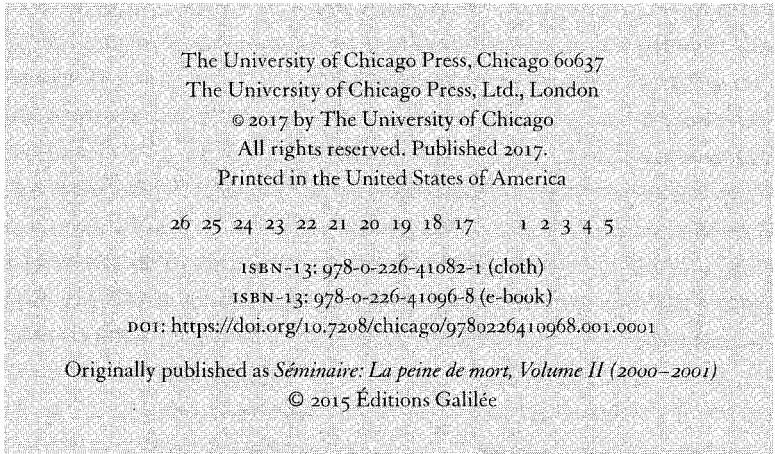 The University of Chicago Press, Chicago 60637
The University of Chicago Press, Ltd., London
© 2017 by The University of Chicago
All rights reserved. Published 2017.
Printed in the United States of America
26 25 24 23 22 21 20 19 18 17 1 2 3 4 5
ISBN-13: 978-0-226-41082-1 (cloth)
ISBN-13: 978-0-226-41096-8 (e-book)
DOI: https://doi.org/10.7208/chicago/9780226410968.001.0001
Originally published as Séminaire: La peine de mort, Volume II (2000–2001)
© 2015 Éditions Galilée